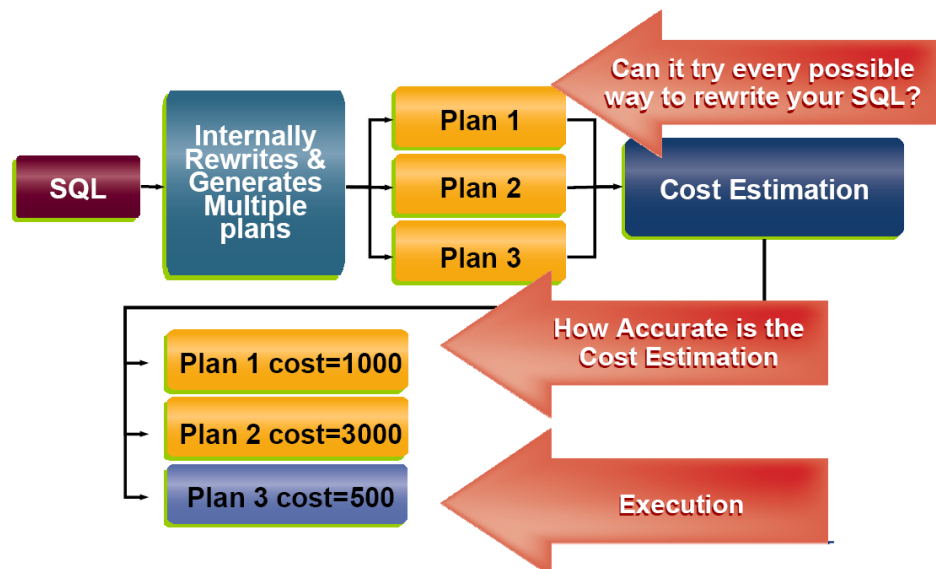 Can it try every possible
way to rewrite your SQL?
SQL
Internally
Rewrites &
Generates
Multiple
plans
Plan 1
Plan 2
Plan 3
Cost Estimation
How Accurate is the
Cost Estimation
Plan 1 cost=1000
Plan 2 cost=3000
Plan 3 cost=500
Execution